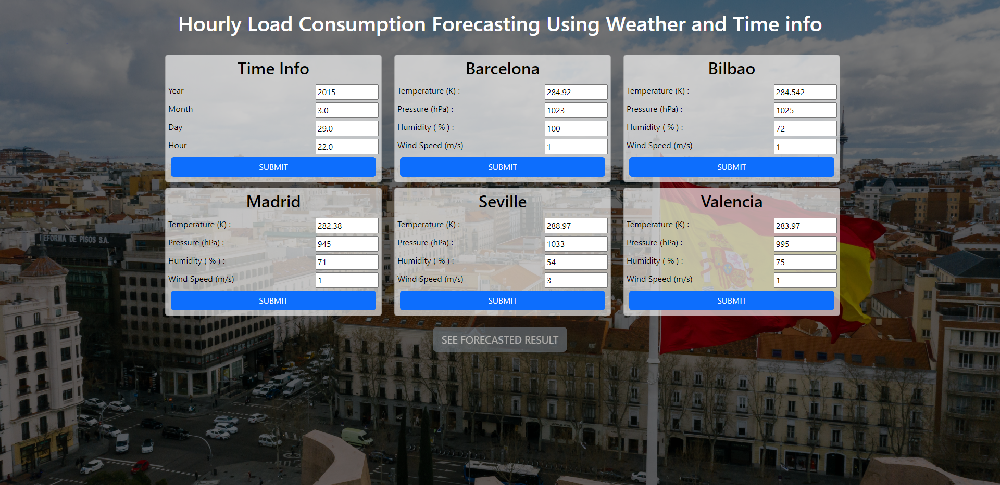 Hourly Load Consumption Forecasting Using Weather and Time info
Time Info
Year 2015
Month 3.0
Day 29.0
Hour 22.0
SUBMIT
Barcelona
Temperature (K) : 284.92
Pressure (hPa) : 1023
Humidity ( % ) : 100
Wind Speed (m/s) 1
SUBMIT
Bilbao
Temperature (K) : 284.542
Pressure (hPa) : 1025
Humidity ( % ) : 72
Wind Speed (m/s) 1
SUBMIT
Madrid
Temperature (K) : 282.38
Pressure (hPa) : 945
Humidity ( % ) : 71
Wind Speed (m/s) 1
SUBMIT
Seville
Temperature (K) : 288.97
Pressure (hPa) : 1033
Humidity ( % ) : 54
Wind Speed (m/s) 3
SUBMIT
Valencia
Temperature (K) : 283.97
Pressure (hPa) : 995
Humidity ( % ) : 75
Wind Speed (m/s) 1
SUBMIT
SEE FORECASTED RESULT
REFORMA DE PISOS S.A.